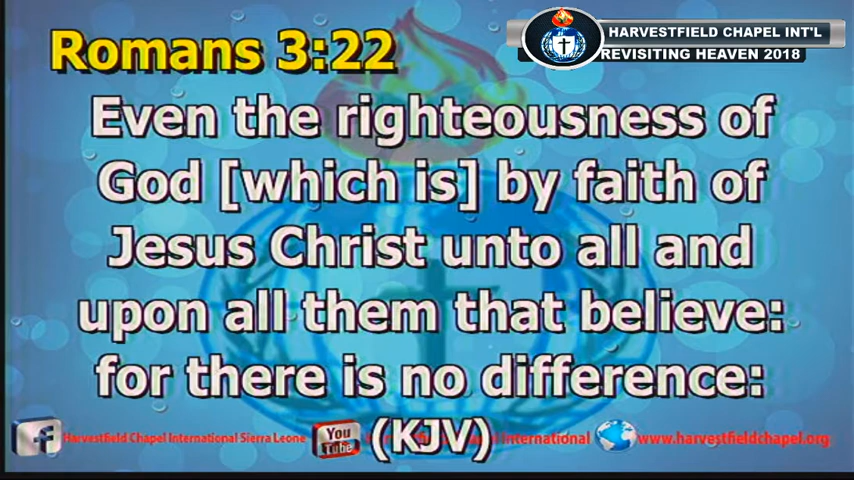 Romans 3:22
HARVESTFIELD CHAPEL INT'L
REVISITING HEAVEN 2018
Even the righteousness of
God [which is] by faith of
Jesus Christ unto all and
upon all them that believe:
for there is no difference:
(KJV)
f Harvestfield Chapel International Sierra Leone
You Tube
International
www.harvestfieldchapel.org